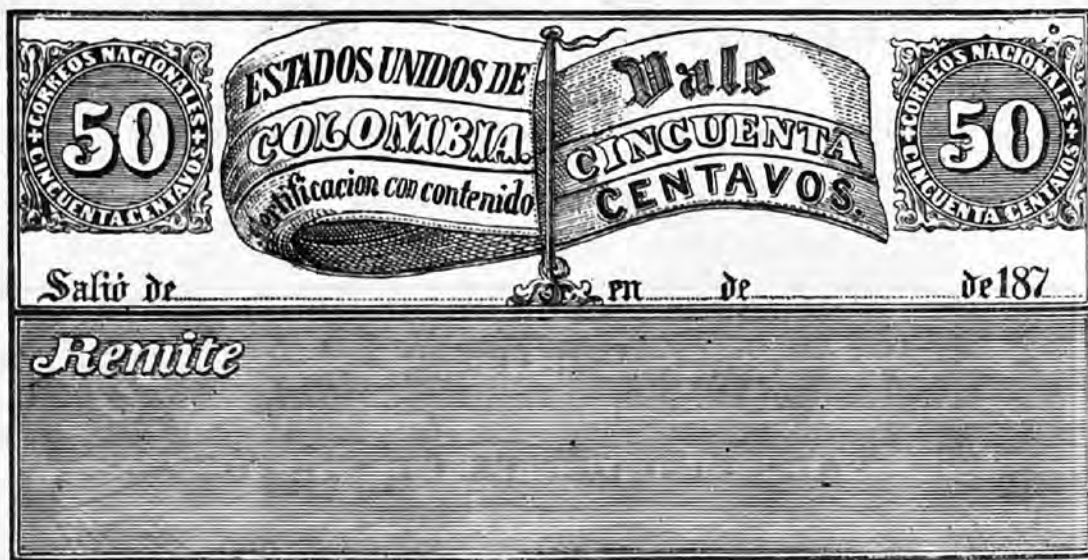 CORREOS NACIONALES
50
CINCUENTA CENTAVOS
ESTADOS UNIDOS DE
COLOMBIA.
ertificacion con contenido
Vale
CINCUENTA
CENTAVOS.
CORREOS NACIONALES
50
CINCUENTA CENTAVOS
Salió de en de de 187
Remite